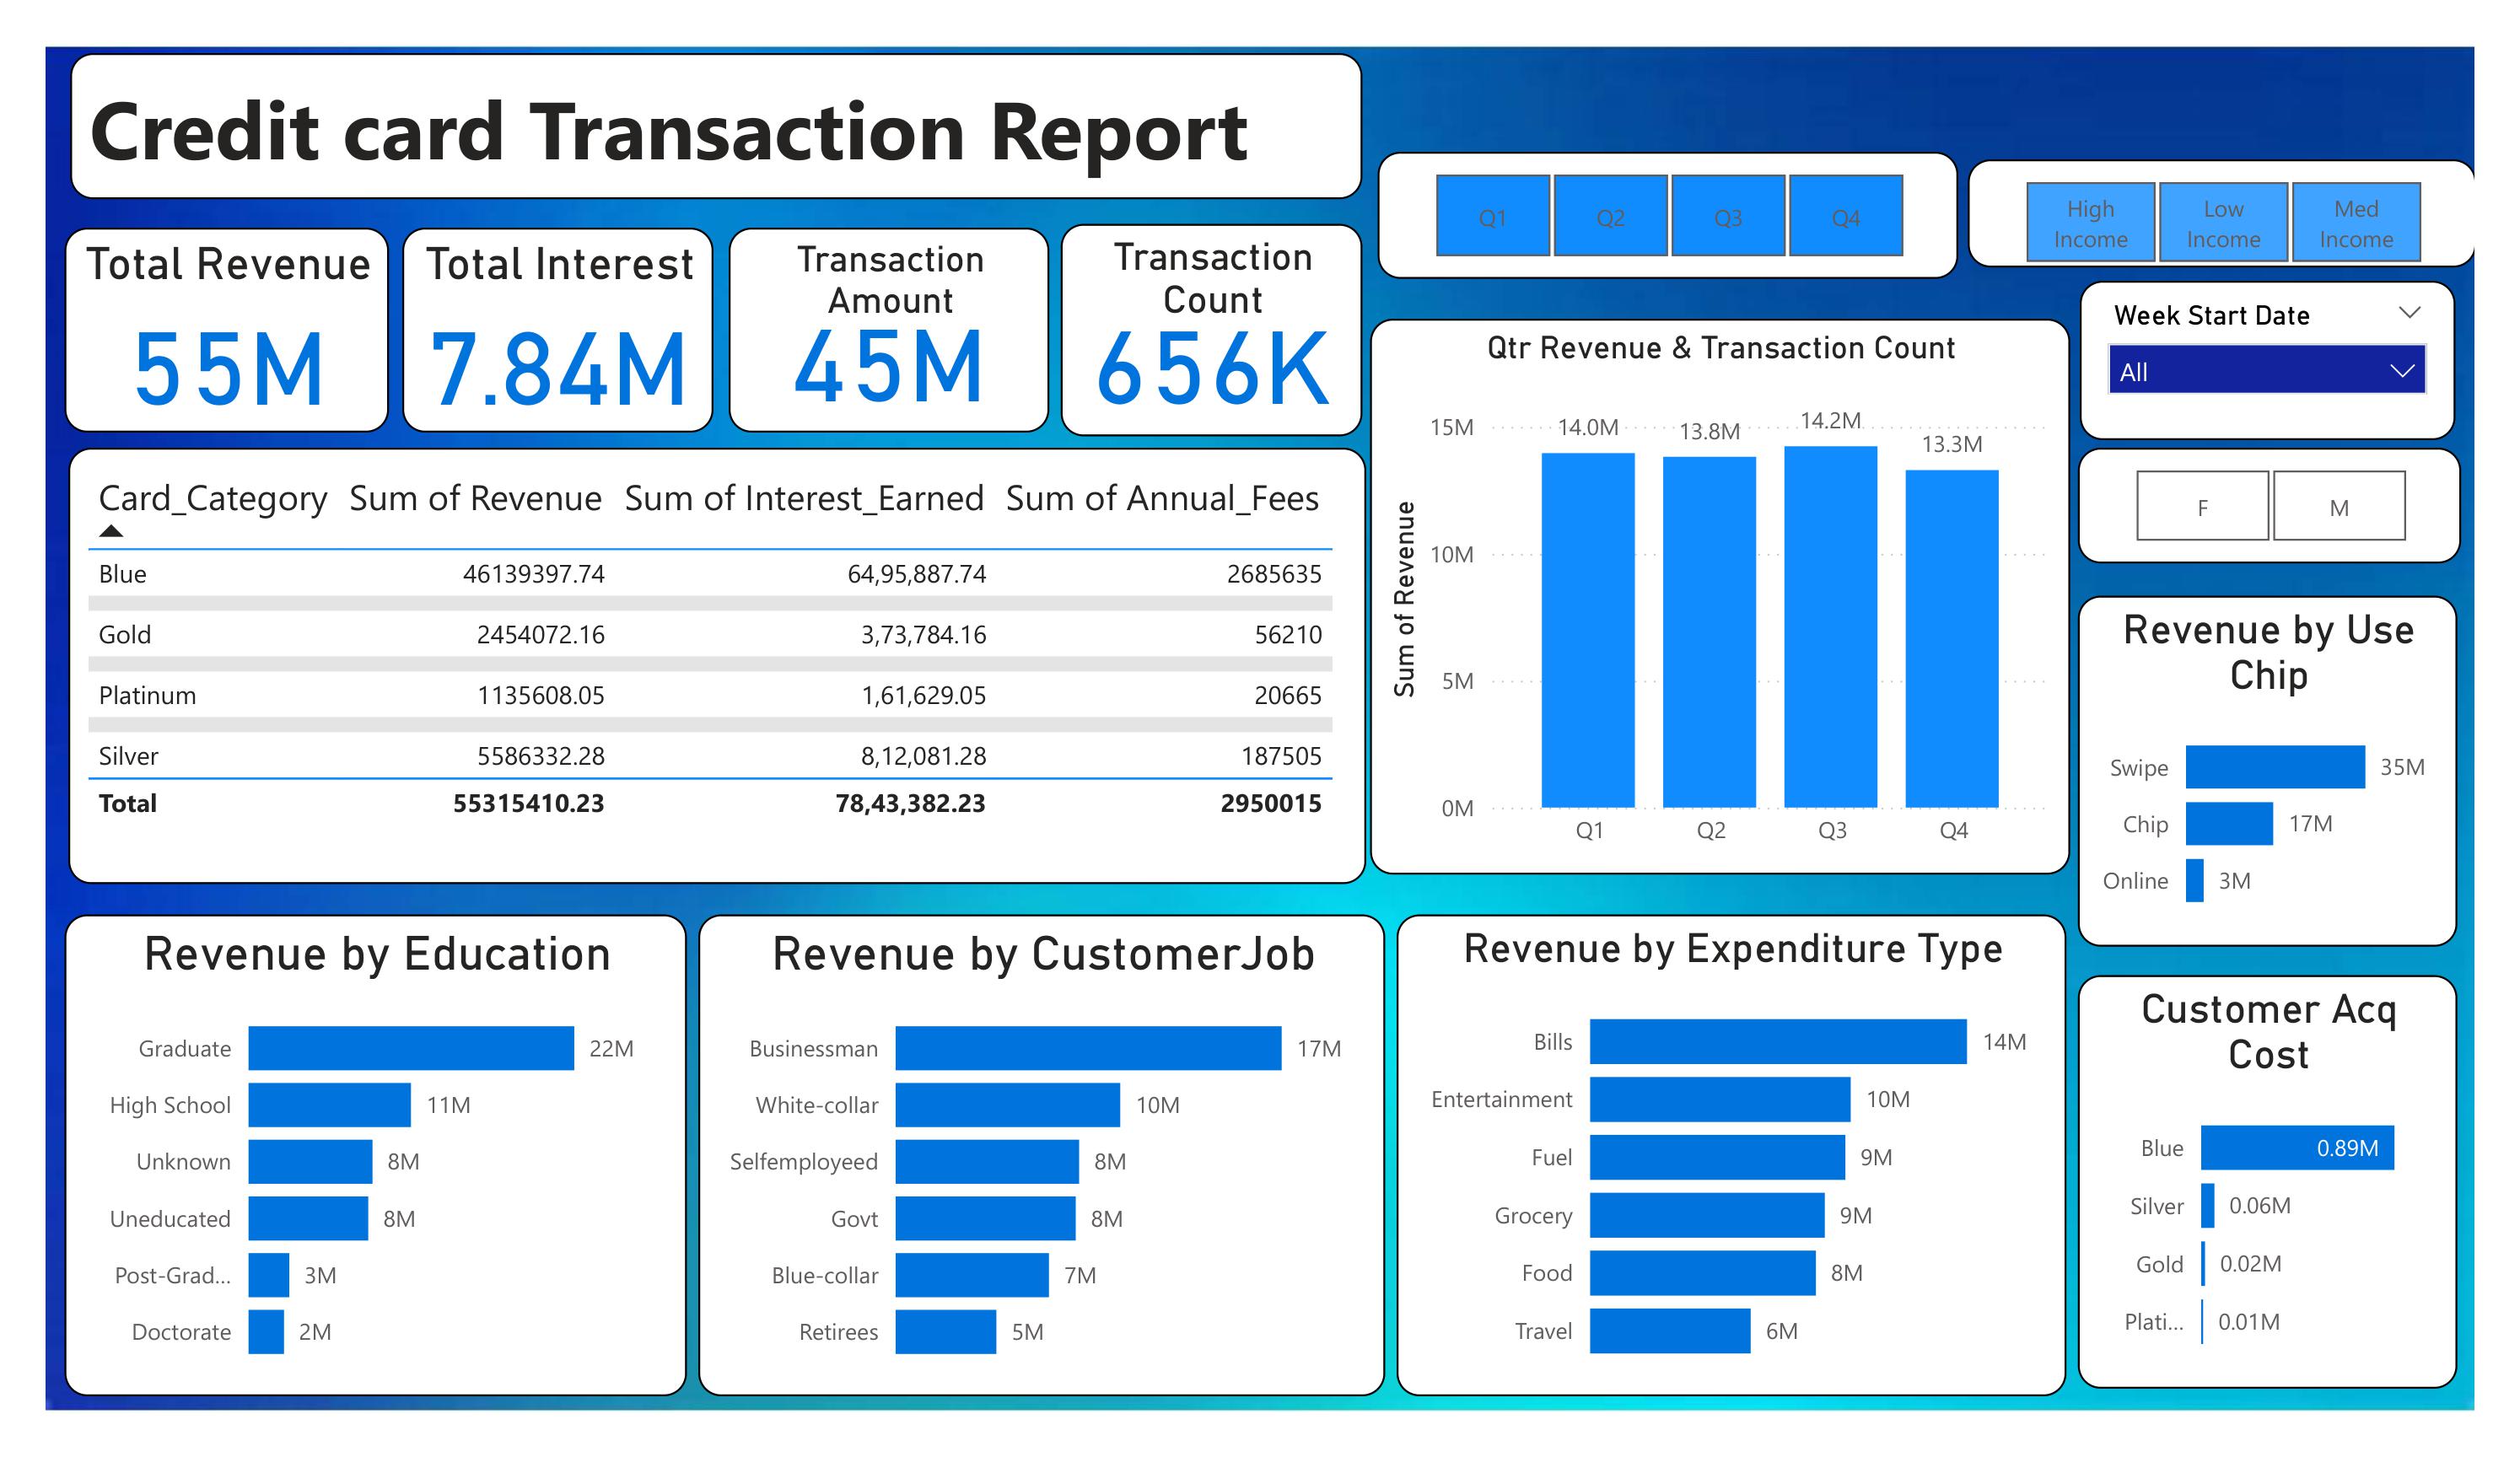 Credit card Transaction Report
Q1 Q2 Q3 Q4
High Income Low Income Med Income
Total Revenue
55M
Total Interest
7.84M
Transaction
Amount
45M
Transaction
Count
656K
Week Start Date
All
F M
Card_Category Sum of Revenue Sum of Interest_Earned Sum of Annual_Fees
Blue 46139397.74 64,95,887.74 2685635
Gold 2454072.16 3,73,784.16 56210
Platinum 1135608.05 1,61,629.05 20665
Silver 5586332.28 8,12,081.28 187505
Total 55315410.23 78,43,382.23 2950015
Qtr Revenue & Transaction Count
Sum of Revenue
15M
10M
5M
0M
14.0M 13.8M 14.2M 13.3M
Q1 Q2 Q3 Q4
Revenue by Use
Chip
Swipe 35M
Chip 17M
Online 3M
Revenue by Education
Graduate 22M
High School 11M
Unknown 8M
Uneducated 8M
Post-Grad... 3M
Doctorate 2M
Revenue by CustomerJob
Businessman 17M
White-collar 10M
Selfemployeed 8M
Govt 8M
Blue-collar 7M
Retirees 5M
Revenue by Expenditure Type
Bills 14M
Entertainment 10M
Fuel 9M
Grocery 9M
Food 8M
Travel 6M
Customer Acq
Cost
Blue 0.89M
Silver 0.06M
Gold 0.02M
Plati... 0.01M